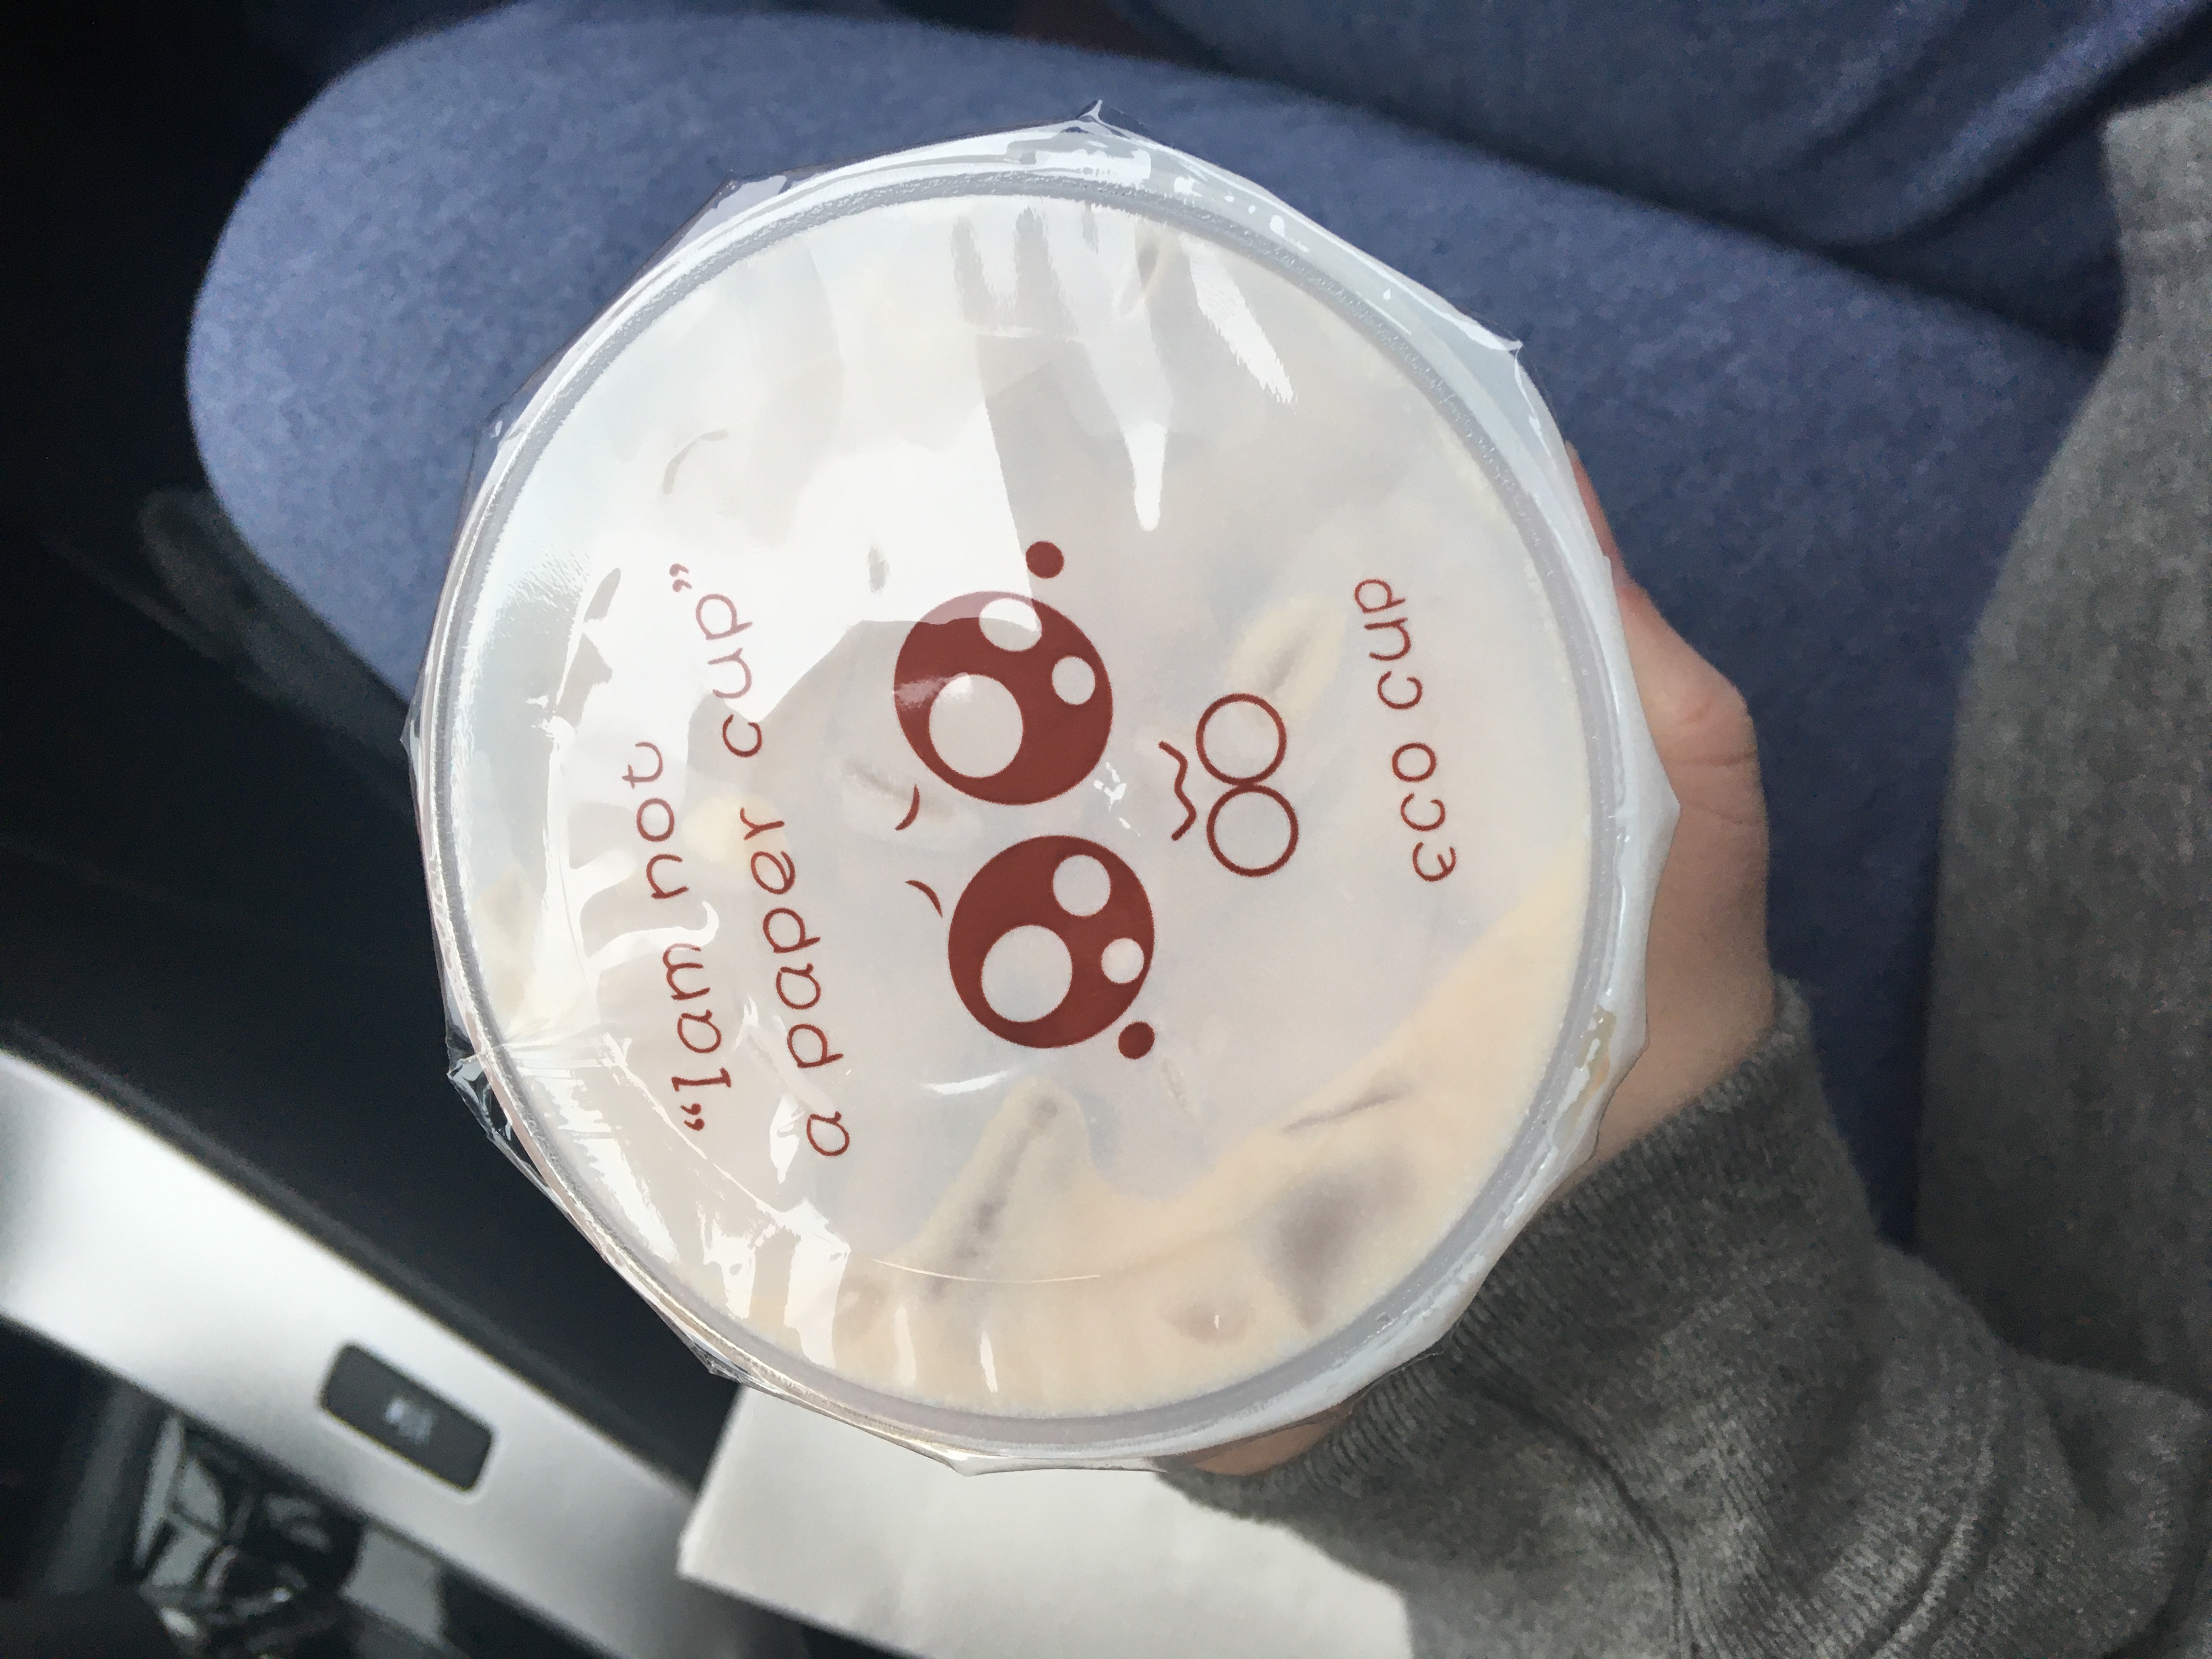 “I am not
a paper cup”
eco cup